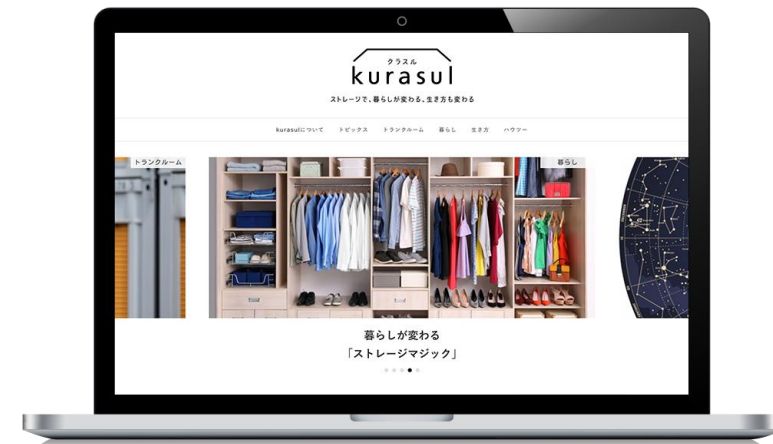 クラスル
kurasul
ストレージで、暮らしが変わる、生き方も変わる
kurasulについて トピックス トランクルーム 暮らし 生き方 ハウツー
トランクルーム
暮らし
暮らしが変わる
「ストレージマジック」